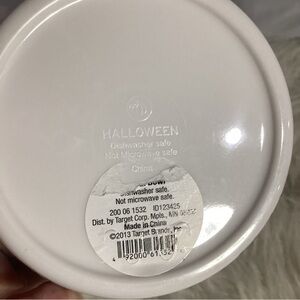 HALLOWEEN
Dishwasher safe
Not Microwave safe
China
BOWL
Dishwasher safe.
Not microwave safe.
200 06 1532 ID123425
Dist. by Target Corp. Mpls., MN
Made in China
©2013 Target Brands,